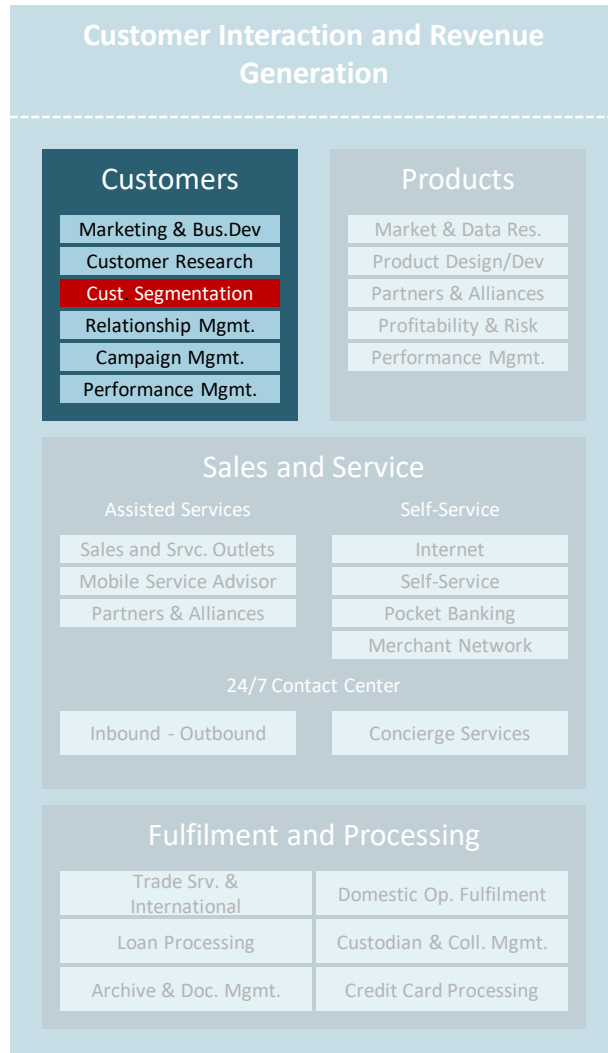 Customer Interaction and Revenue
Generation
Customers
Marketing & Bus.Dev
Customer Research
Cust. Segmentation
Relationship Mgmt.
Campaign Mgmt.
Performance Mgmt.
Products
Market & Data Res.
Product Design/Dev
Partners & Alliances
Profitability & Risk
Performance Mgmt.
Sales and Service
Assisted Services
Sales and Srvc. Outlets
Mobile Service Advisor
Partners & Alliances
Self-Service
Internet
Self-Service
Pocket Banking
Merchant Network
24/7 Contact Center
Inbound - Outbound
Concierge Services
Fulfilment and Processing
Trade Srv. &
International
Domestic Op. Fulfilment
Loan Processing
Custodian & Coll. Mgmt.
Archive & Doc. Mgmt.
Credit Card Processing